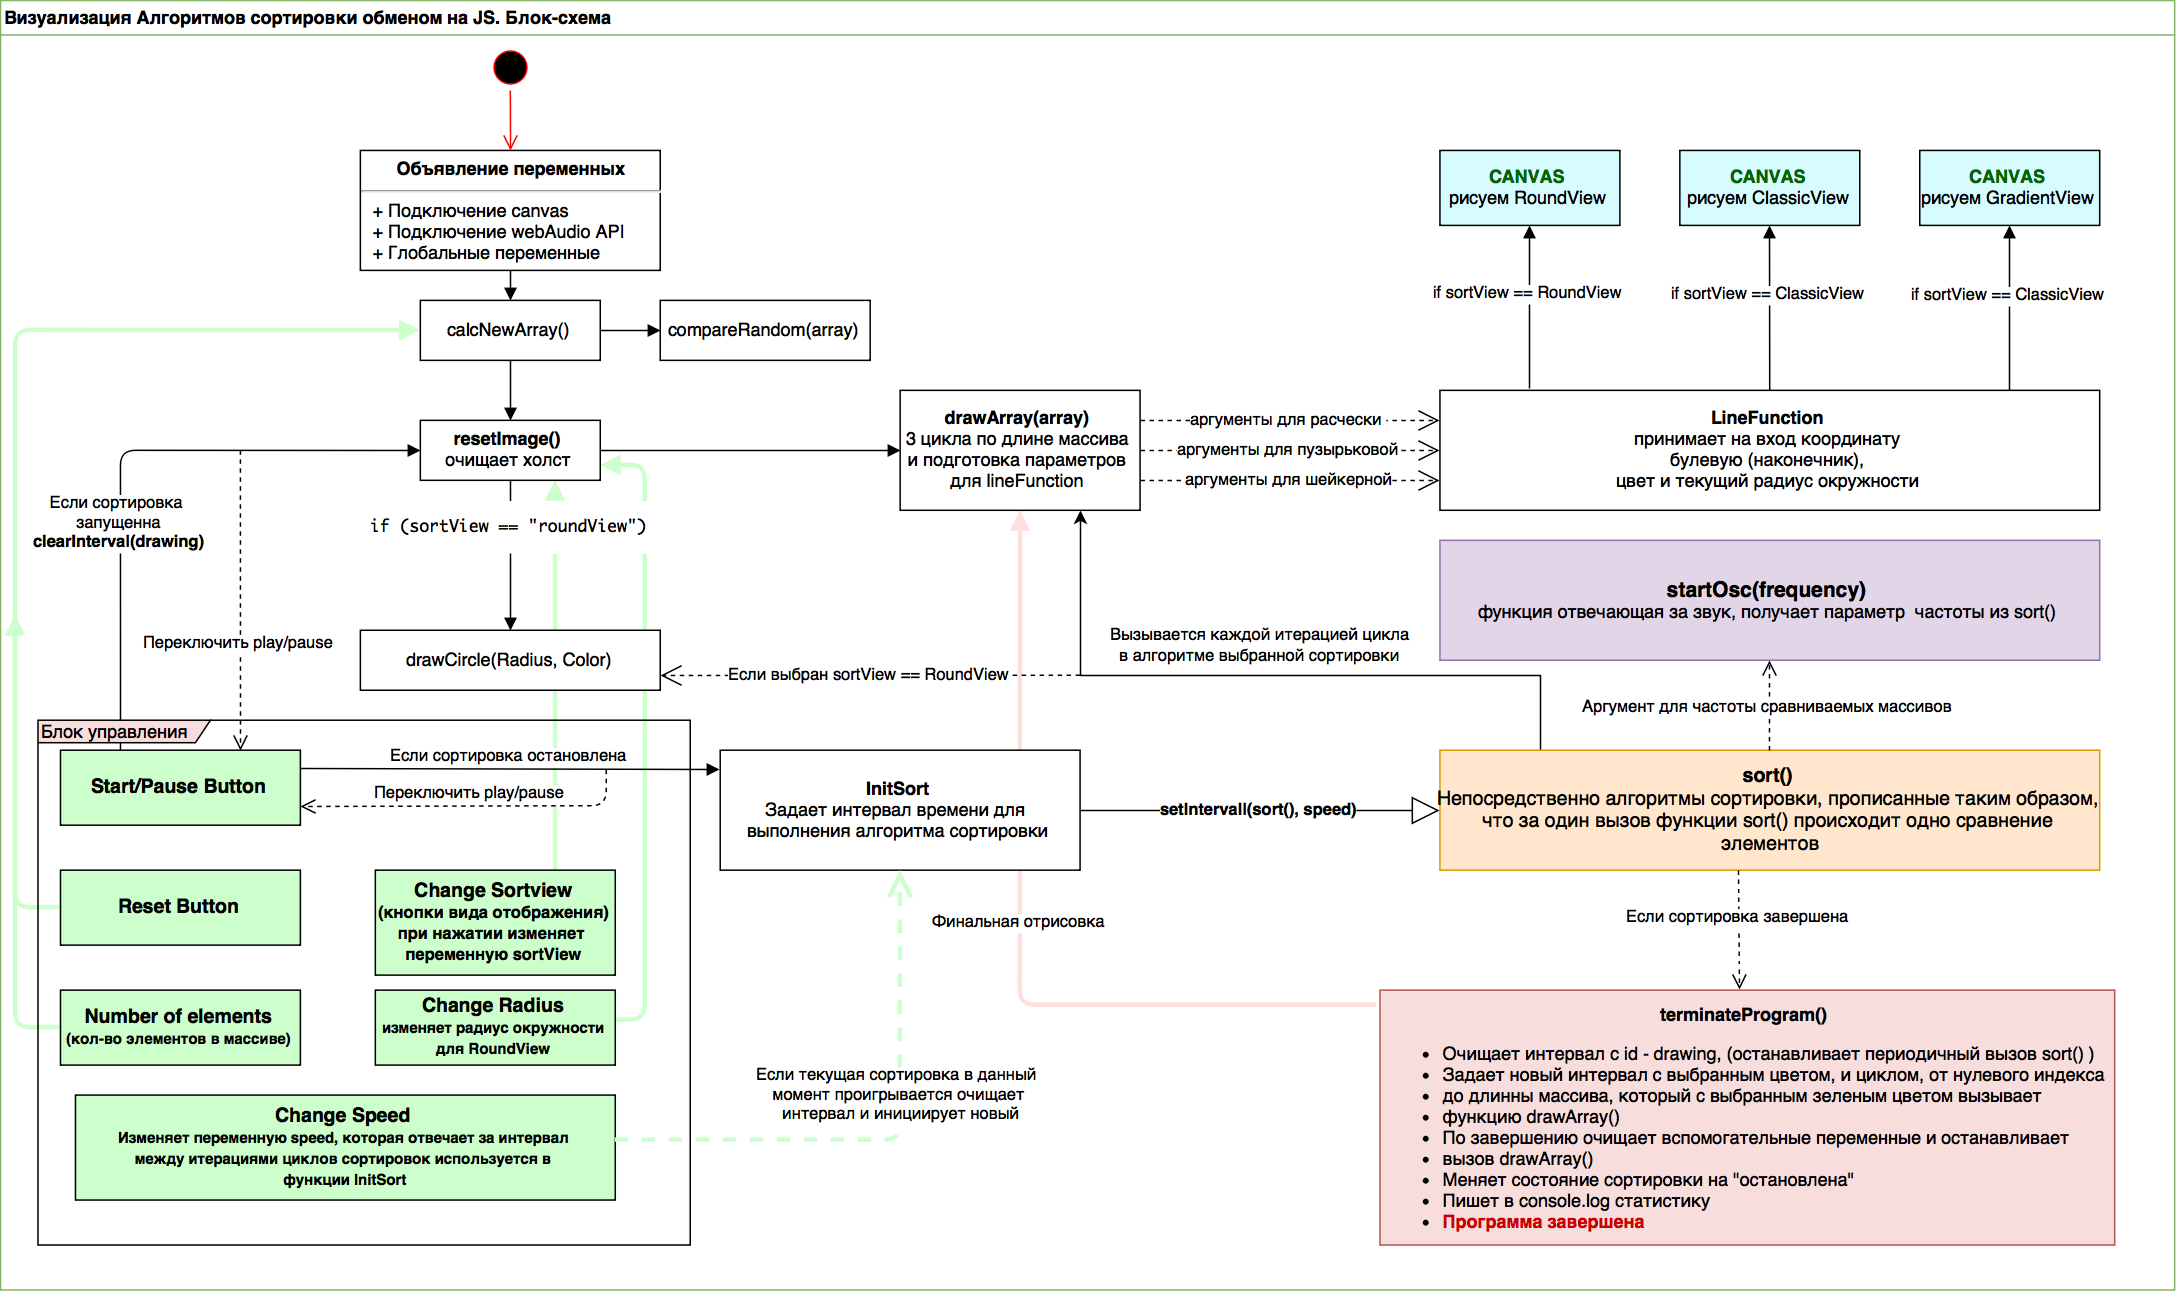 Визуализация Алгоритмов сортировки обменом на JS. Блок-схема
Объявление переменных
+ Подключение canvas
+ Подключение webAudio API
+ Глобальные переменные
CANVAS
рисуем RoundView
CANVAS
рисуем ClassicView
CANVAS
рисуем GradientView
if sortView == RoundView
if sortView == ClassicView
if sortView == ClassicView
calcNewArray()
compareRandom(array)
resetImage()
очищает холст
drawArray(array)
3 цикла по длине массива
и подготовка параметров
для lineFunction
аргументы для расчески
аргументы для пузырьковой
аргументы для шейкерной
LineFunction
принимает на вход координату
булевую (наконечник),
цвет и текущий радиус окружности
Если сортировка
запущенна
clearInterval(drawing)
if (sortView == "roundView")
Переключить play/pause
drawCircle(Radius, Color)
Если выбран sortView == RoundView
Вызывается каждой итерацией цикла
в алгоритме выбранной сортировки
startOsc(frequency)
функция отвечающая за звук, получает параметр  частоты из sort()
Аргумент для частоты сравниваемых массивов
Блок управления
Start/Pause Button
Если сортировка остановлена
Переключить play/pause
InitSort
Задает интервал времени для
выполнения алгоритма сортировки
setIntervall(sort(), speed)
sort()
Непосредственно алгоритмы сортировки, прописанные таким образом,
что за один вызов функции sort() происходит одно сравнение
элементов
Reset Button
Change Sortview
(кнопки вида отображения)
при нажатии изменяет
переменную sortView
Финальная отрисовка
Если сортировка завершена
Number of elements
(кол-во элементов в массиве)
Change Radius
изменяет радиус окружности
для RoundView
Если текущая сортировка в данный
момент проигрывается очищает
интервал и инициирует новый
Change Speed
Изменяет переменную speed, которая отвечает за интервал
между итерациями циклов сортировок используется в
функции InitSort
terminateProgram()
• Очищает интервал с id - drawing, (останавливает периодичный вызов sort() )
• Задает новый интервал с выбранным цветом, и циклом, от нулевого индекса
• до длинны массива, который с выбранным зеленым цветом вызывает
• функцию drawArray()
• По завершению очищает вспомогательные переменные и останавливает
• вызов drawArray()
• Меняет состояние сортировки на "остановлена"
• Пишет в console.log статистику
• Программа завершена